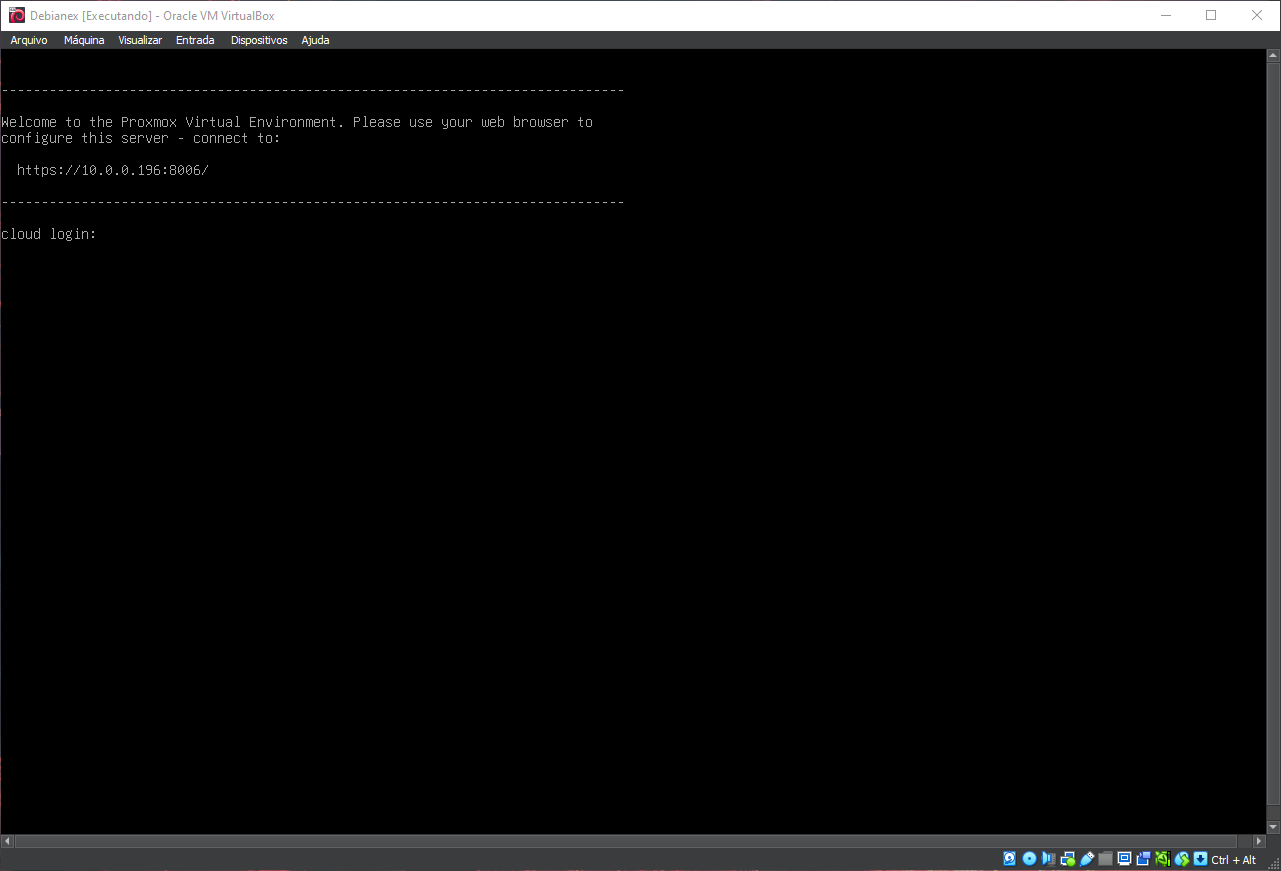 Debianex [Executando] - Oracle VM VirtualBox
Arquivo Máquina Visualizar Entrada Dispositivos Ajuda
------------------------------------------------------------------------------
Welcome to the Proxmox Virtual Environment. Please use your web browser to
configure this server - connect to:
https://10.0.0.196:8006/
------------------------------------------------------------------------------
cloud login:
Ctrl + Alt